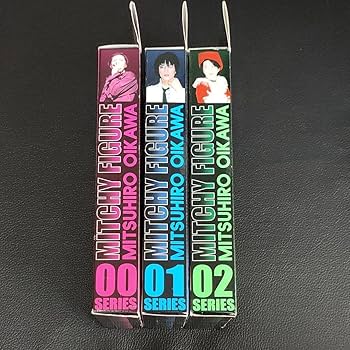 MiTCHY FIGURE
MITSUHIRO OIKAWA
00
SERIES
MiTCHY FIGURE
MITSUHIRO OIKAWA
01
SERIES
MiTCHY FIGURE
MITSUHIRO OIKAWA
02
SERIES